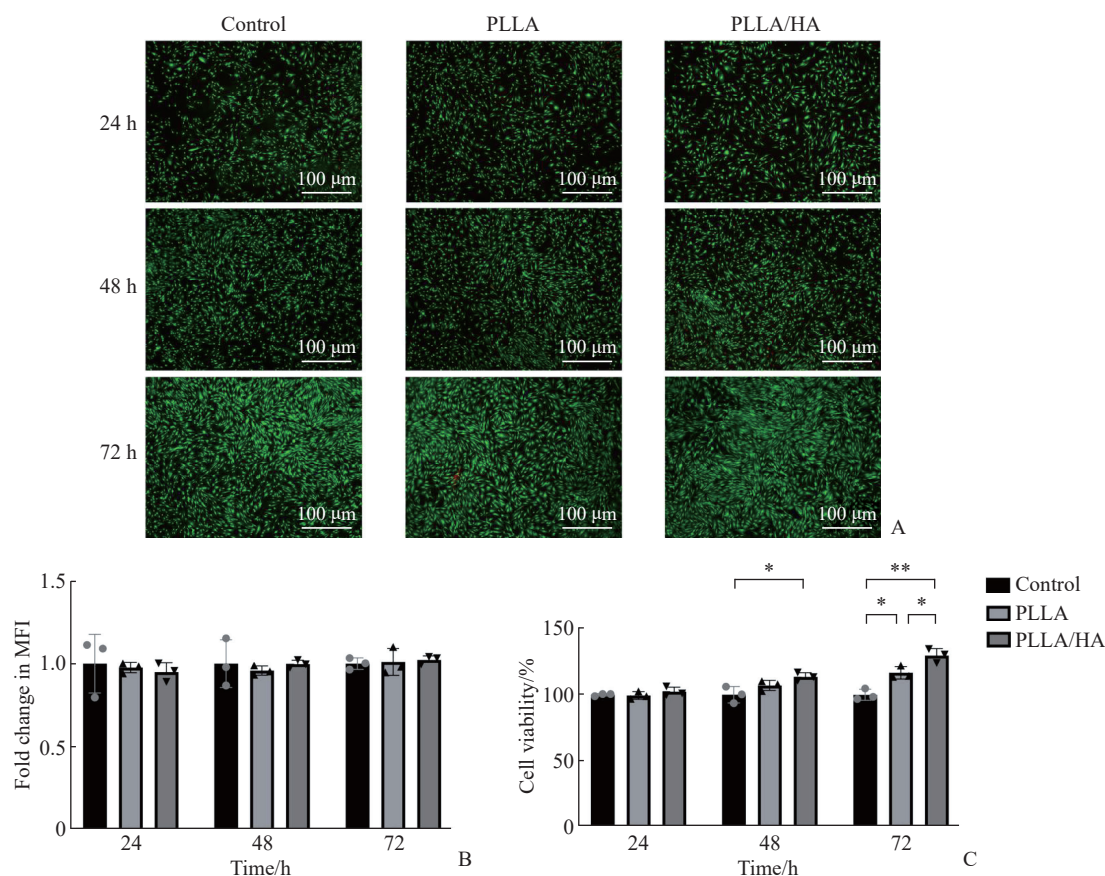 Control PLLA PLLA/HA
24 h
100 μm 100 μm 100 μm
48 h
100 μm 100 μm 100 μm
72 h
100 μm 100 μm 100 μm
A
Fold change in MFI
1.5
1.0
0.5
0
24 48 72
Time/h
B
Cell viability/%
150
100
50
0
* ** * *
24 48 72
Time/h
C
Control
PLLA
PLLA/HA